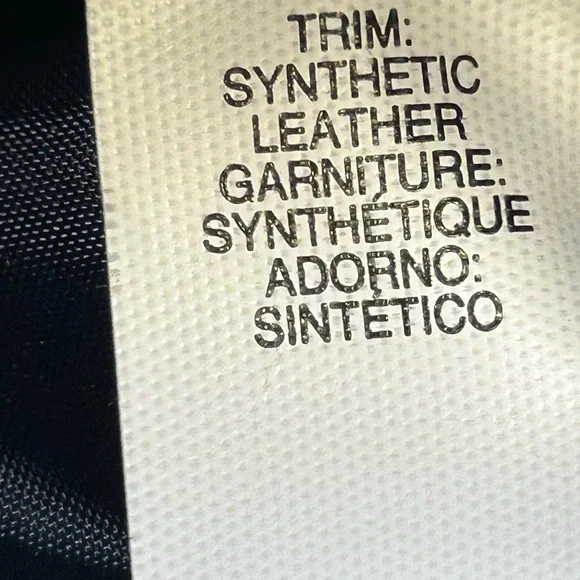 TRIM:
SYNTHETIC
LEATHER
GARNITURE:
SYNTHÉTIQUE
ADORNO:
SINTÉTICO